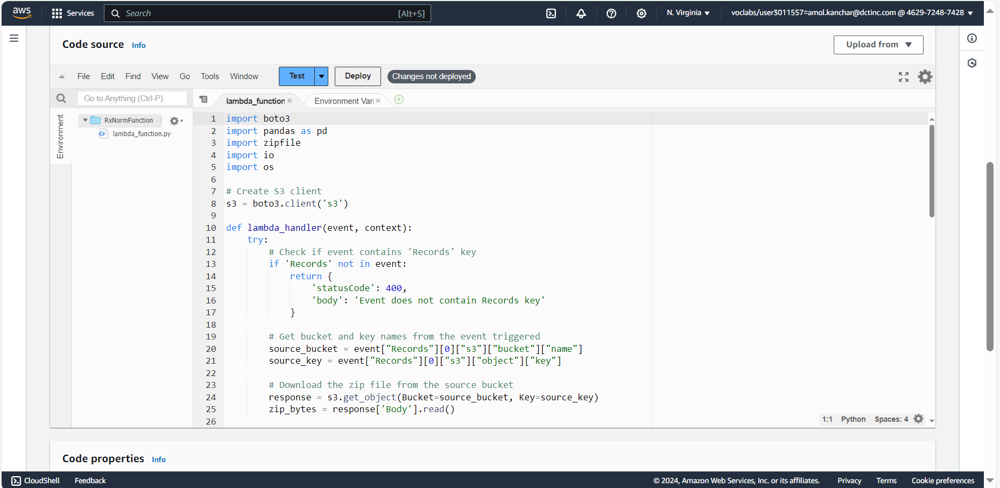 aws Services Search [Alt+S] N. Virginia voclabs/user3011557=amol.kanchar@dctinc.com @ 4629-7248-7428
Code source Info Upload from
File Edit Find View Go Tools Window Test Deploy Changes not deployed
Go to Anything (Ctrl-P) lambda_function Environment Vari
Environment
RxNormFunction - /
lambda_function.py
1 import boto3
2 import pandas as pd
3 import zipfile
4 import io
5 import os
6
7 # Create S3 client
8 s3 = boto3.client('s3')
9
10 def lambda_handler(event, context):
11     try:
12         # Check if event contains 'Records' key
13         if 'Records' not in event:
14             return {
15                 'statusCode': 400,
16                 'body': 'Event does not contain Records key'
17             }
18
19         # Get bucket and key names from the event triggered
20         source_bucket = event["Records"][0]["s3"]["bucket"]["name"]
21         source_key = event["Records"][0]["s3"]["object"]["key"]
22
23         # Download the zip file from the source bucket
24         response = s3.get_object(Bucket=source_bucket, Key=source_key)
25         zip_bytes = response['Body'].read()
26
1:1 Python Spaces: 4
Code properties Info
CloudShell Feedback © 2024, Amazon Web Services, Inc. or its affiliates. Privacy Terms Cookie preferences